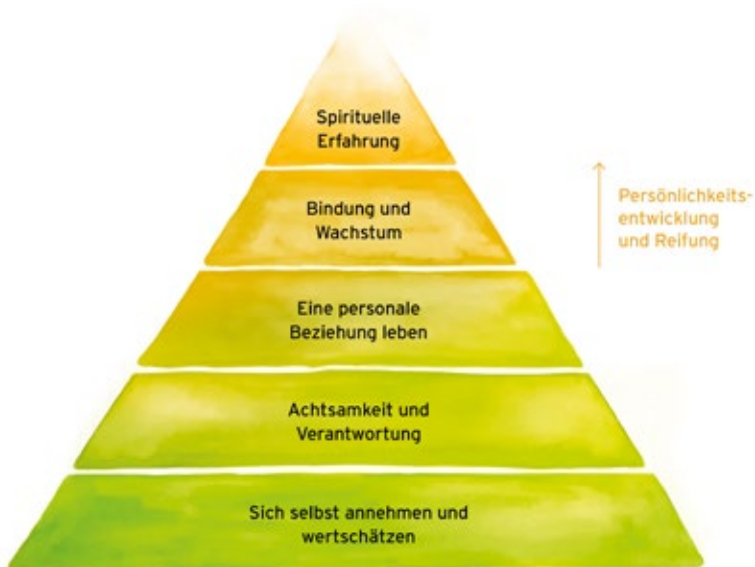 Spirituelle
Erfahrung
Bindung und
Wachstum
Persönlichkeits-
entwicklung
und Reifung
Eine personale
Beziehung leben
Achtsamkeit und
Verantwortung
Sich selbst annehmen und
wertschätzen